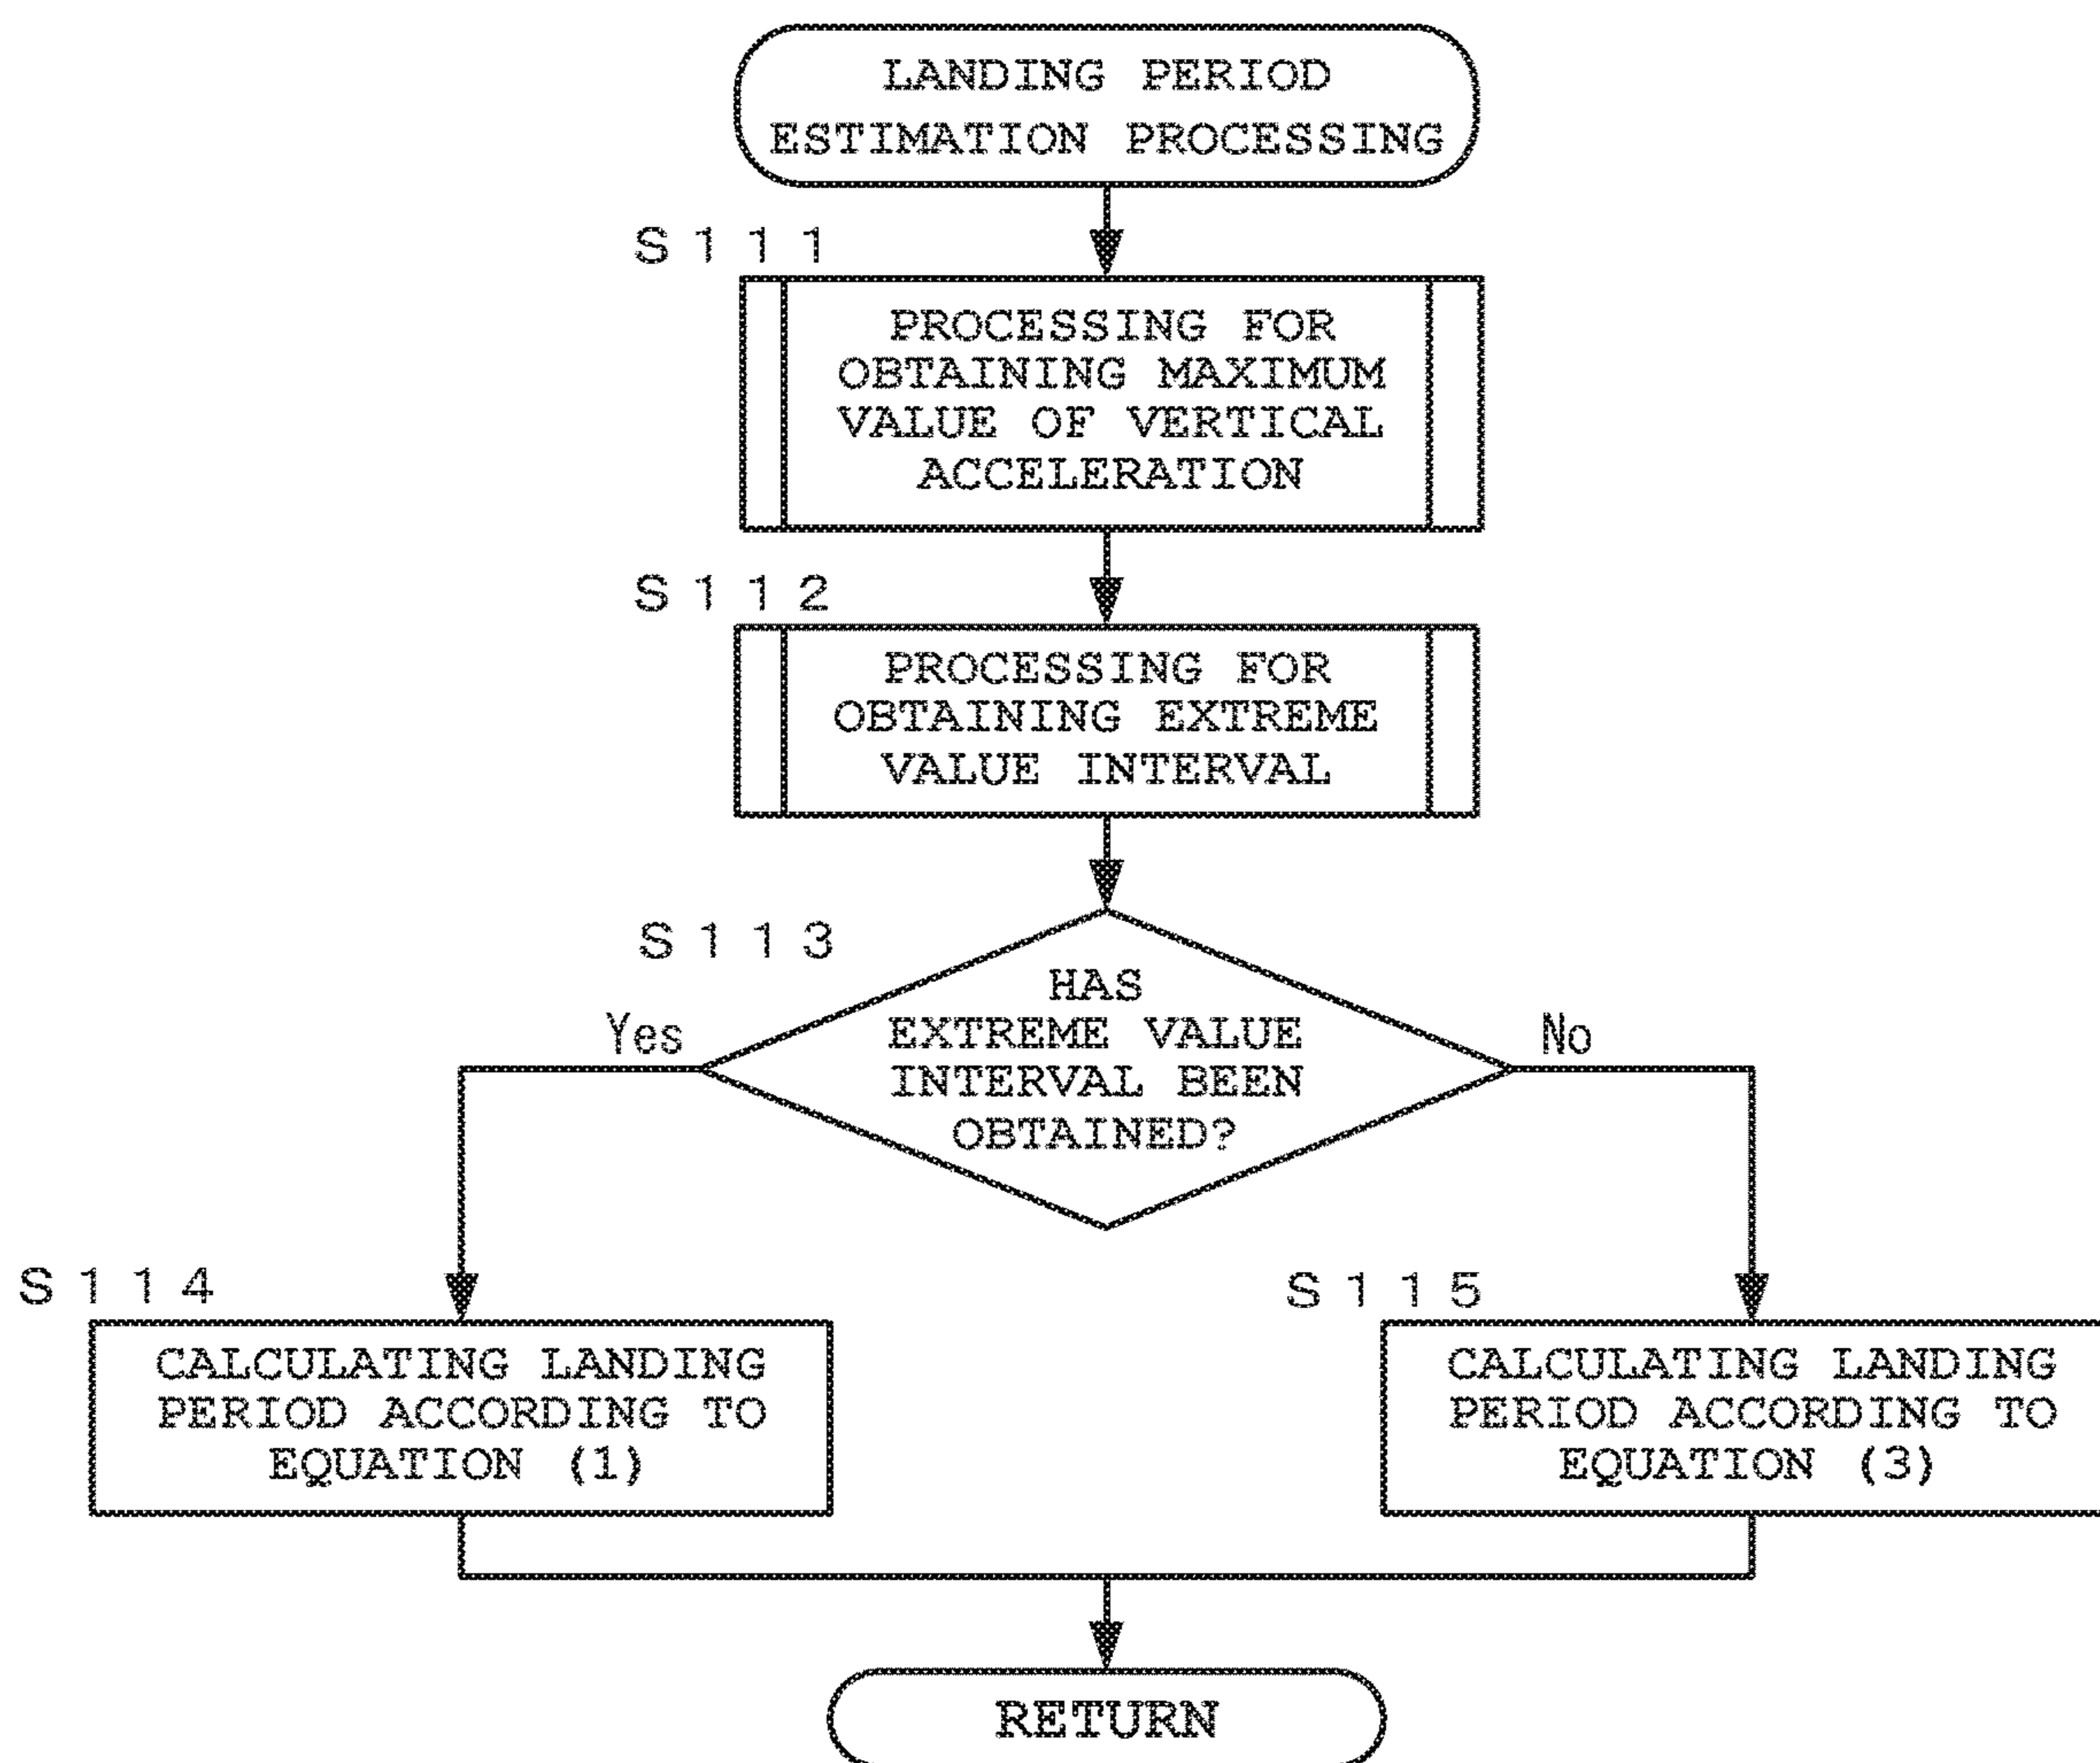 LANDING PERIOD
ESTIMATION PROCESSING
S111
PROCESSING FOR
OBTAINING MAXIMUM
VALUE OF VERTICAL
ACCELERATION
S112
PROCESSING FOR
OBTAINING EXTREME
VALUE INTERVAL
S113
HAS
EXTREME VALUE
INTERVAL BEEN
OBTAINED?
Yes
No
S114
CALCULATING LANDING
PERIOD ACCORDING TO
EQUATION (1)
S115
CALCULATING LANDING
PERIOD ACCORDING TO
EQUATION (3)
RETURN